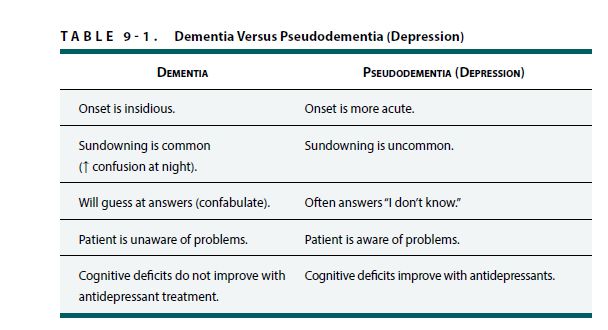 TABLE 9-1. Dementia Versus Pseudodementia (Depression)
DEMENTIA PSEUDODEMENTIA (DEPRESSION)
Onset is insidious. Onset is more acute.
Sundowning is common Sundowning is uncommon.
(↑ confusion at night).
Will guess at answers (confabulate). Often answers “I don’t know.”
Patient is unaware of problems. Patient is aware of problems.
Cognitive deficits do not improve with Cognitive deficits improve with antidepressants.
antidepressant treatment.